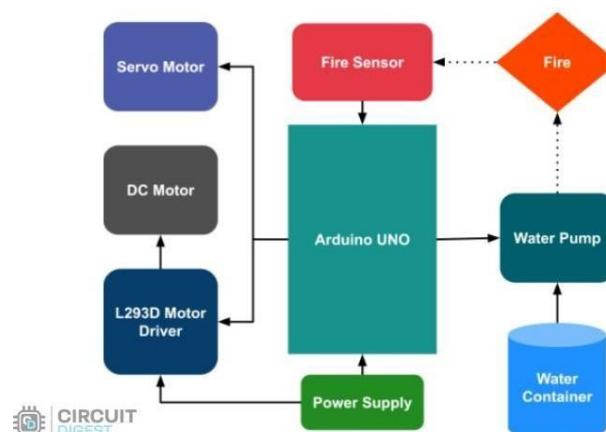 Servo Motor
Fire Sensor
Fire
DC Motor
Arduino UNO
Water Pump
L293D Motor
Driver
Power Supply
Water
Container
CIRCUIT
DIGEST